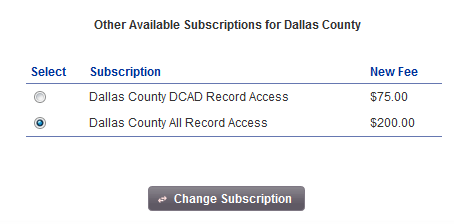 Other Available Subscriptions for Dallas County
Select Subscription New Fee
Dallas County DCAD Record Access $75.00
Dallas County All Record Access $200.00
Change Subscription